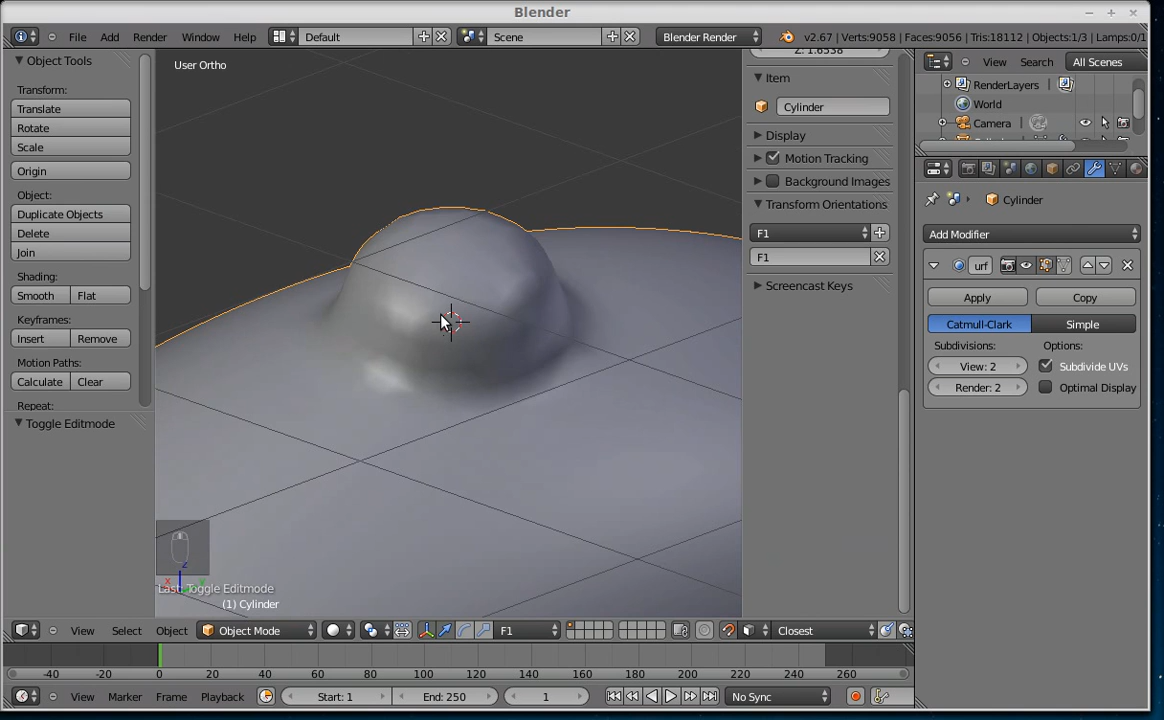 Blender
File Add Render Window Help Default Scene Blender Render v2.67 | Verts:9058 | Faces:9056 | Tris:18112 | Objects:1/3 | Lamps:0/1
Object Tools
Transform:
Translate
Rotate
Scale
Origin
Object:
Duplicate Objects
Delete
Join
Shading:
Smooth Flat
Keyframes:
Insert Remove
Motion Paths:
Calculate Clear
Repeat:
Toggle Editmode
User Ortho
z
x y
Last: Toggle Editmode
(1) Cylinder
Z: 1.6538
Item
Cylinder
Display
Motion Tracking
Background Images
Transform Orientations
F1
F1
Screencast Keys
View Search All Scenes
RenderLayers
World
Camera
Cylinder
Add Modifier
urf
Apply Copy
Catmull-Clark Simple
Subdivisions: Options:
View: 2 Subdivide UVs
Render: 2 Optimal Display
View Select Object Object Mode F1 Closest
-40 -20 0 20 40 60 80 100 120 140 160 180 200 220 240 260
View Marker Frame Playback Start: 1 End: 250 1 No Sync